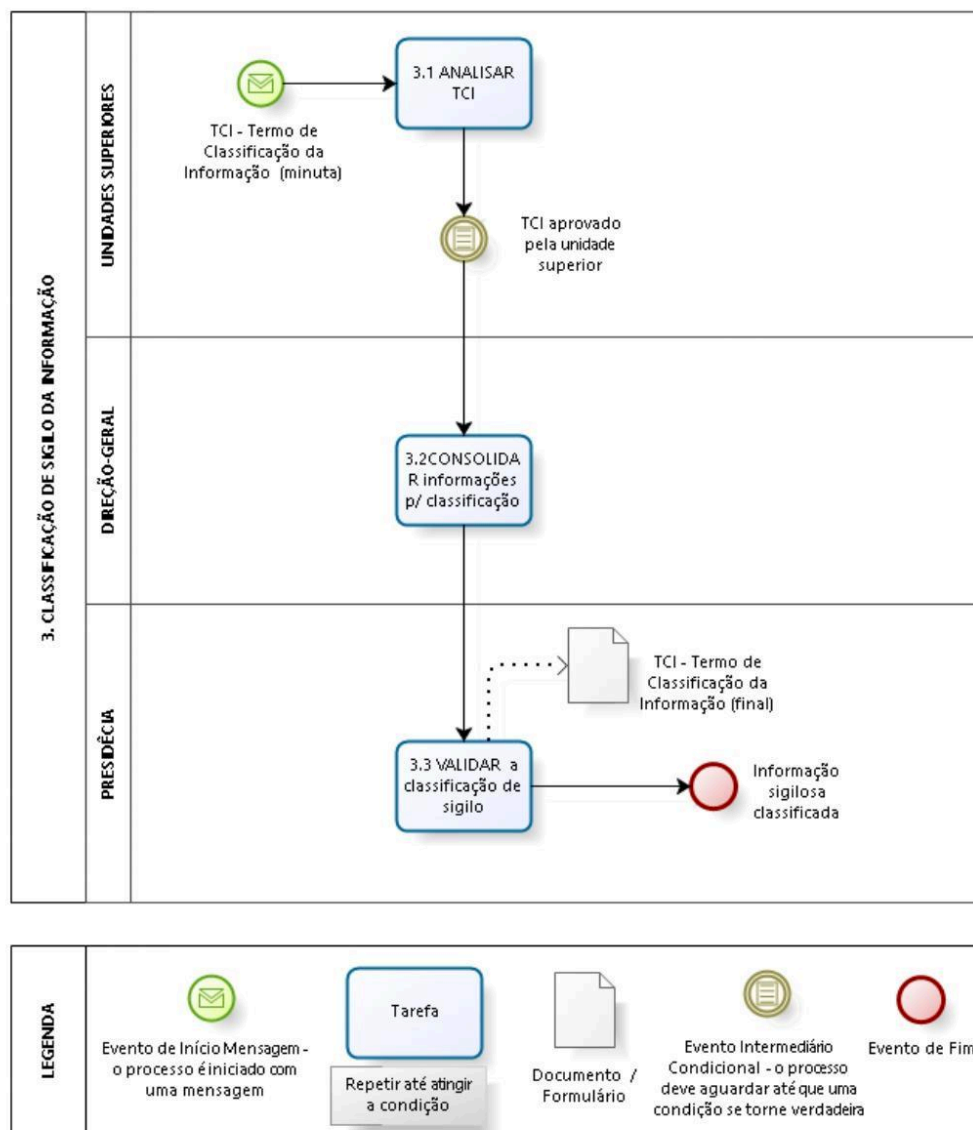 3. CLASSIFICAÇÃO DE SIGILO DA INFORMAÇÃO
UNIDADES SUPERIORES
TCI - Termo de
Classificação da
Informação (minuta)
3.1 ANALISAR
TCI
TCI aprovado
pela unidade
superior
DIREÇÃO-GERAL
3.2CONSOLIDA
R informações
p/ classificação
PRESIDÊCIA
TCI - Termo de
Classificação da
Informação (final)
3.3 VALIDAR a
classificação de
sigilo
Informação
sigilosa
classificada
LEGENDA
Evento de Início Mensagem -
o processo é iniciado com
uma mensagem
Tarefa
Repetir até atingir
a condição
Documento /
Formulário
Evento Intermediário
Condicional - o processo
deve aguardar até que uma
condição se torne verdadeira
Evento de Fim